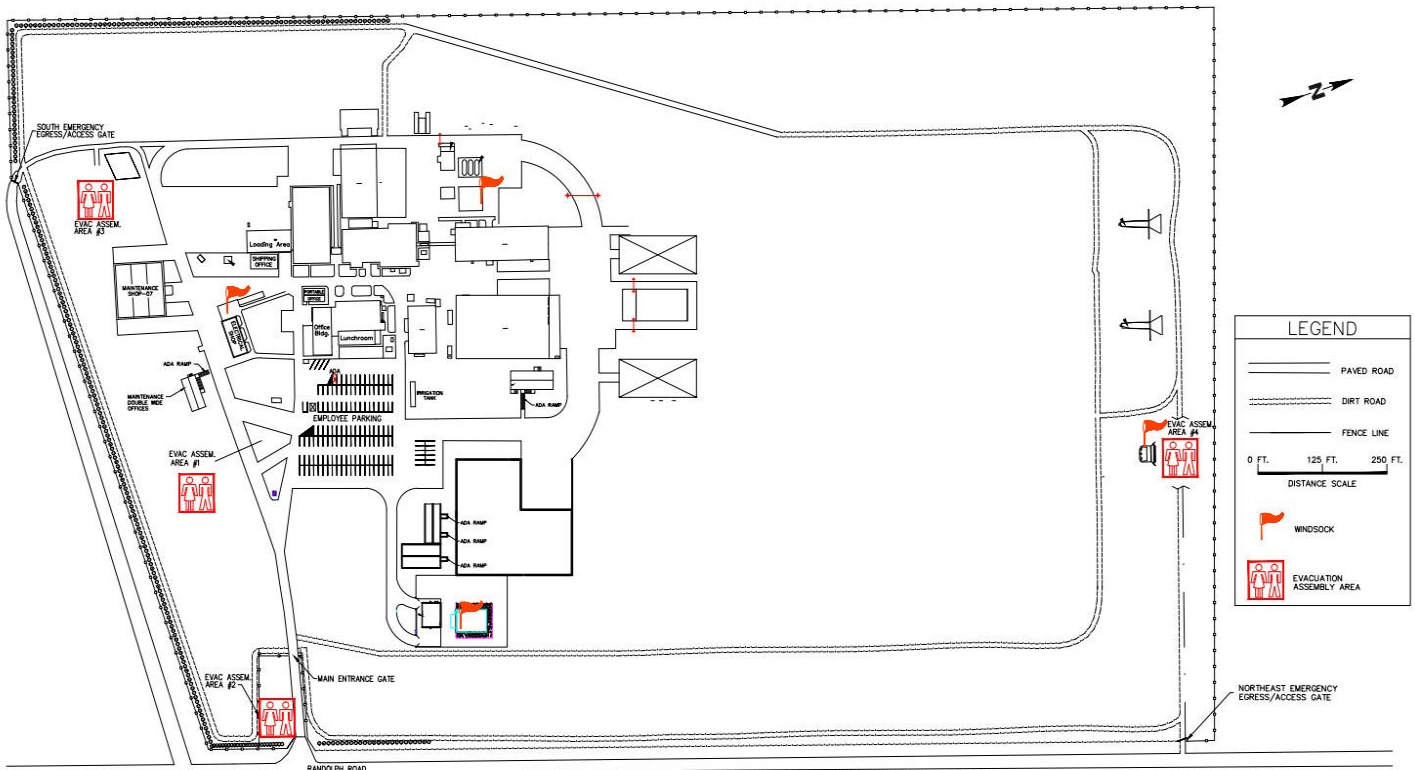 N
SOUTH EMERGENCY
EGRESS/ACCESS GATE
EVAC ASSEM.
AREA #3
Loading Area
SHIPPING
OFFICE
MAINTENANCE
SHOP-07
PORTABLE
OFFICE
ELECTRICAL
SHOP
Office
Bldg.
Lunchroom
ADA RAMP
MAINTENANCE
DOUBLE WIDE
OFFICES
ADA
IRRIGATION
TANK
ADA RAMP
EMPLOYEE PARKING
EVAC ASSEM.
AREA #1
EVAC ASSEM.
AREA #4
ADA RAMP
ADA RAMP
ADA RAMP
EVAC ASSEM.
AREA #2
MAIN ENTRANCE GATE
NORTHEAST EMERGENCY
EGRESS/ACCESS GATE
RANDOLPH ROAD
LEGEND
PAVED ROAD
DIRT ROAD
FENCE LINE
0 FT. 125 FT. 250 FT.
DISTANCE SCALE
WINDSOCK
EVACUATION
ASSEMBLY AREA